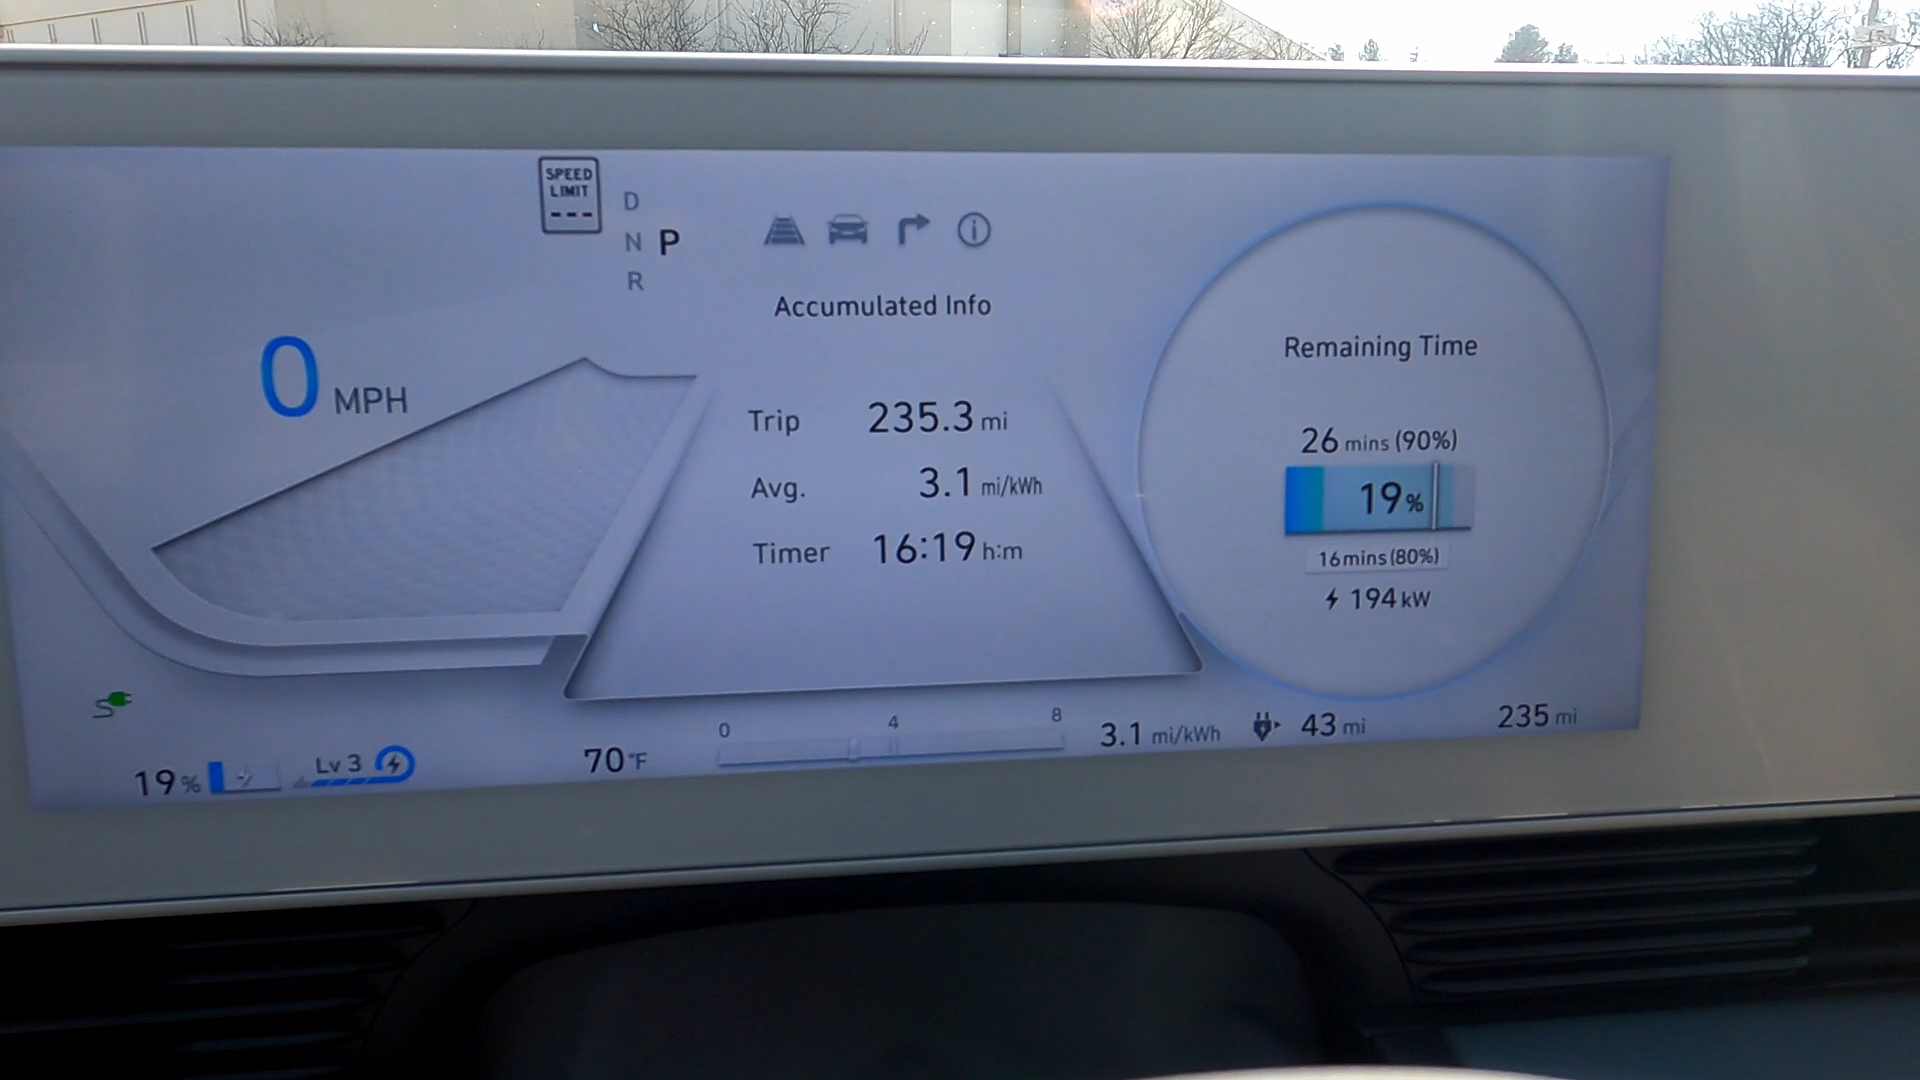 SPEED
LIMIT
---
D
N P
R
0 MPH
Accumulated Info
Trip 235.3 mi
Avg. 3.1 mi/kWh
Timer 16:19 h:m
Remaining Time
26 mins (90%)
19%
16mins(80%)
194 kW
19%
Lv 3
70°F
0 4 8
3.1 mi/kWh
43 mi
235 mi